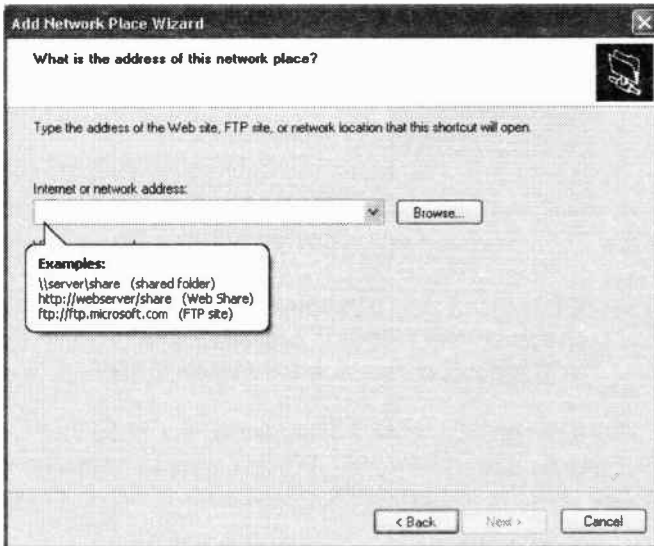 Add Network Place Wizard
What is the address of this network place?
Type the address of the Web site, FTP site, or network location that this shortcut will open.
Internet or network address:
Browse...
Examples:
\\server\share (shared folder)
http://webserver/share (Web Share)
ftp://ftp.microsoft.com (FTP site)
< Back
Next >
Cancel